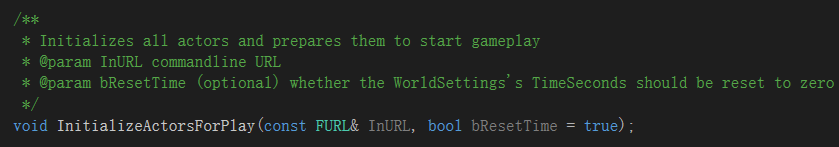 /**
* Initializes all actors and prepares them to start gameplay
* @param InURL commandline URL
* @param bResetTime (optional) whether the WorldSettings's TimeSeconds should be reset to zero
*/
void InitializeActorsForPlay(const FURL& InURL, bool bResetTime = true);